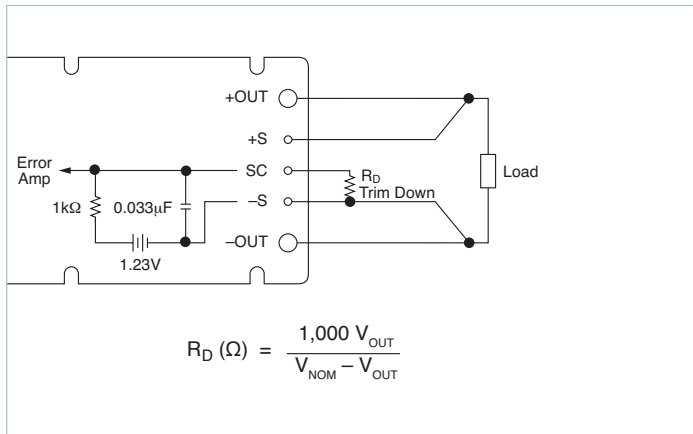 +OUT
+S
Error
Amp
SC
R_D
Trim Down
Load
1kΩ
0.033μF
–S
–OUT
1.23V
R_D (Ω) = 1,000 V_OUT / V_NOM – V_OUT